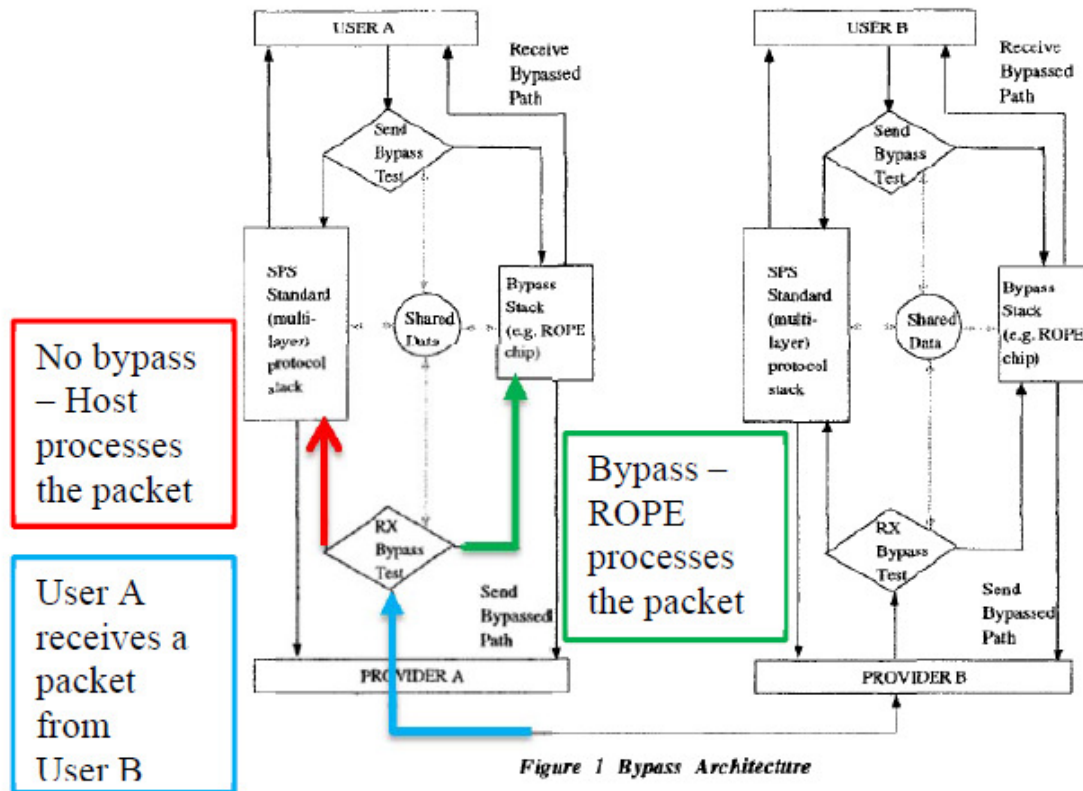 USER A
Receive
Bypassed
Path
Send
Bypass
Test
SPS
Standard
(multi-
layer)
protocol
stack
Shared
Data
Bypass
Stack
(e.g. ROPE
chip)
RX
Bypass
Test
Send
Bypassed
Path
PROVIDER A
No bypass
– Host
processes
the packet
User A
receives a
packet
from
User B
Bypass –
ROPE
processes
the packet
USER B
Receive
Bypassed
Path
Send
Bypass
Test
SPS
Standard
(multi-
layer)
protocol
stack
Shared
Data
Bypass
Stack
(e.g. ROPE
chip)
RX
Bypass
Test
Send
Bypassed
Path
PROVIDER B
Figure 1 Bypass Architecture